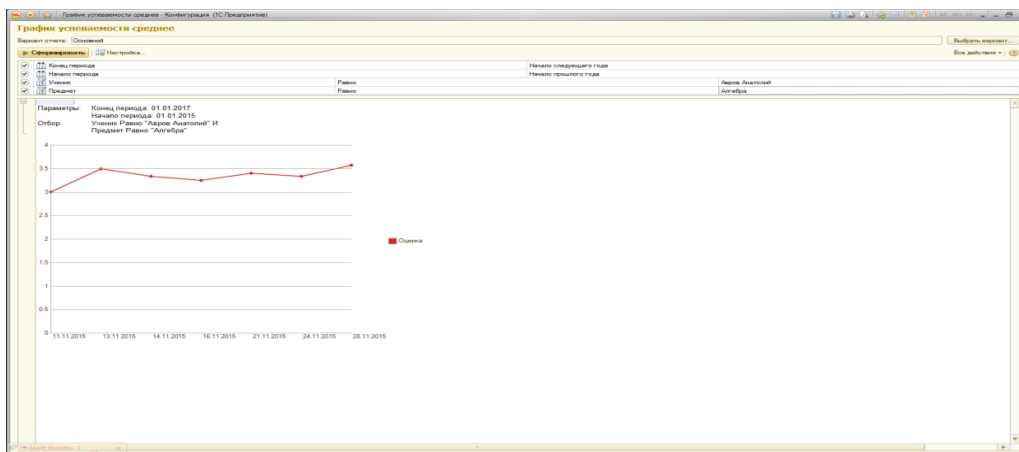 График успеваемости среднее - Конфигурация (1С:Предприятие)
График успеваемости среднее
Вариант отчета: Основной
Выбрать вариант...
Сформировать Настройка...
Все действия
Конец периода Начало следующего года
Начало периода Начало прошлого года
Ученик Равно Авров Анатолий
Предмет Равно Алгебра
Параметры: Конец периода: 01.01.2017
Начало периода: 01.01.2015
Отбор: Ученик Равно "Авров Анатолий" И
Предмет Равно "Алгебра"
4
3.5
3
2.5
2
Оценка
1.5
1
0.5
0
11.11.2015 13.11.2015 14.11.2015 16.11.2015 21.11.2015 24.11.2015 28.11.2015